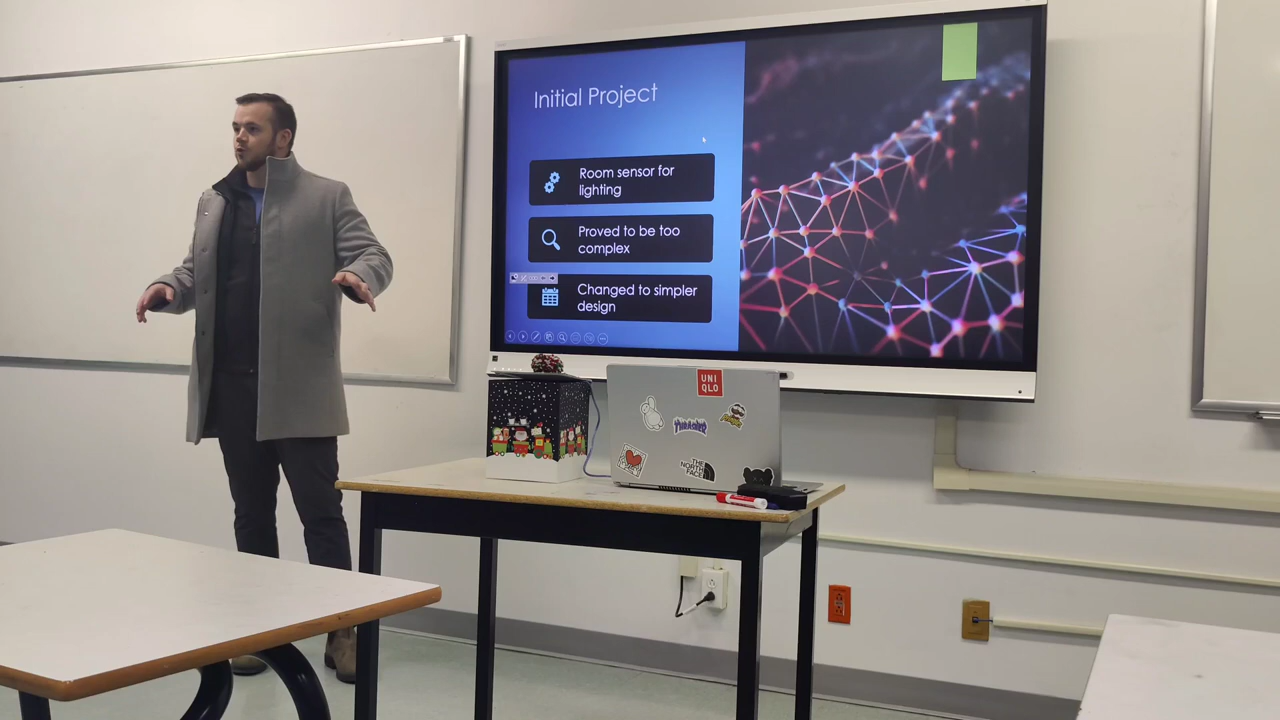 Initial Project
Room sensor for
lighting
Proved to be too
complex
Changed to simpler
design
UNI
QLO
THRASHER
THE
NORTH
FACE